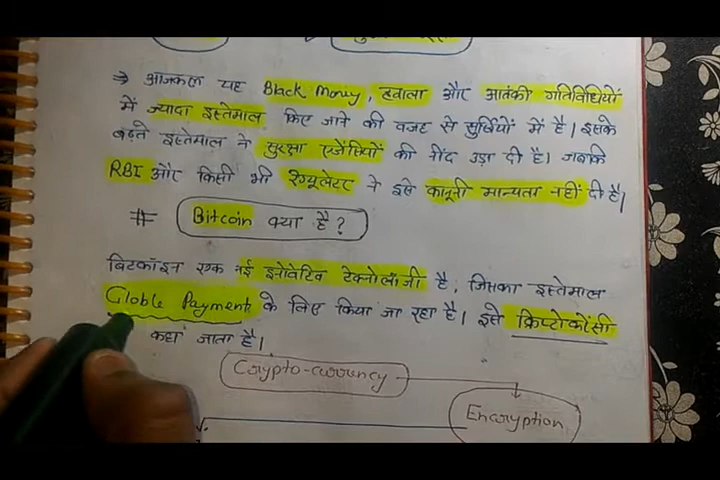 ⇒ आजकल यह Black Money, हवाला और आतंकी गतिविधियों
में ज्यादा इस्तेमाल किए जाने की वजह से सुर्खियों में है। इसके
बढ़ते इस्तेमाल ने सुरक्षा एजेंसियों की नींद उड़ा दी है। जबकि
RBI और किसी भी रेग्यूलेटर ने इसे कानूनी मान्यता नहीं दी है।
# Bitcoin क्या है?
बिटकॉइन एक नई इनोवेटिव टेक्नोलॉजी है, जिसका इस्तेमाल
Globle Payment के लिए किया जा रहा है। इसे क्रिप्टोकरेंसी
कहा जाता है।
Crypto-currency
Encryption